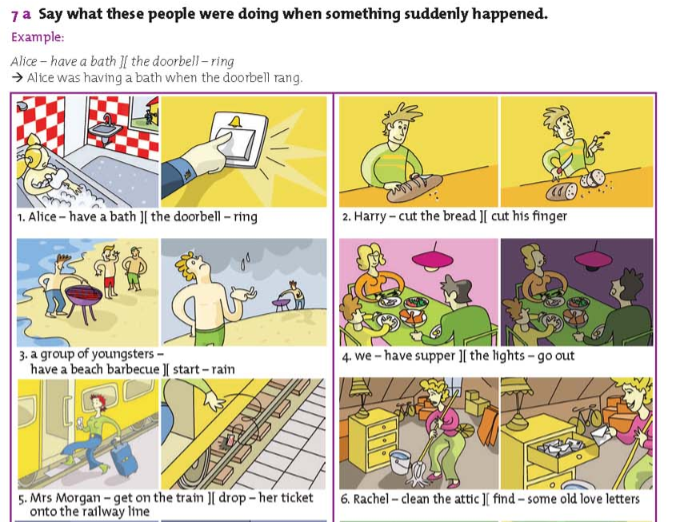 7 a Say what these people were doing when something suddenly happened.
Example:
Alice – have a bath ][ the doorbell – ring
→ Alice was having a bath when the doorbell rang.
1. Alice – have a bath ][ the doorbell – ring
2. Harry – cut the bread ][ cut his finger
3. a group of youngsters –
have a beach barbecue ][ start – rain
4. we – have supper ][ the lights – go out
5. Mrs Morgan – get on the train ][ drop – her ticket
onto the railway line
6. Rachel – clean the attic ][ find – some old love letters